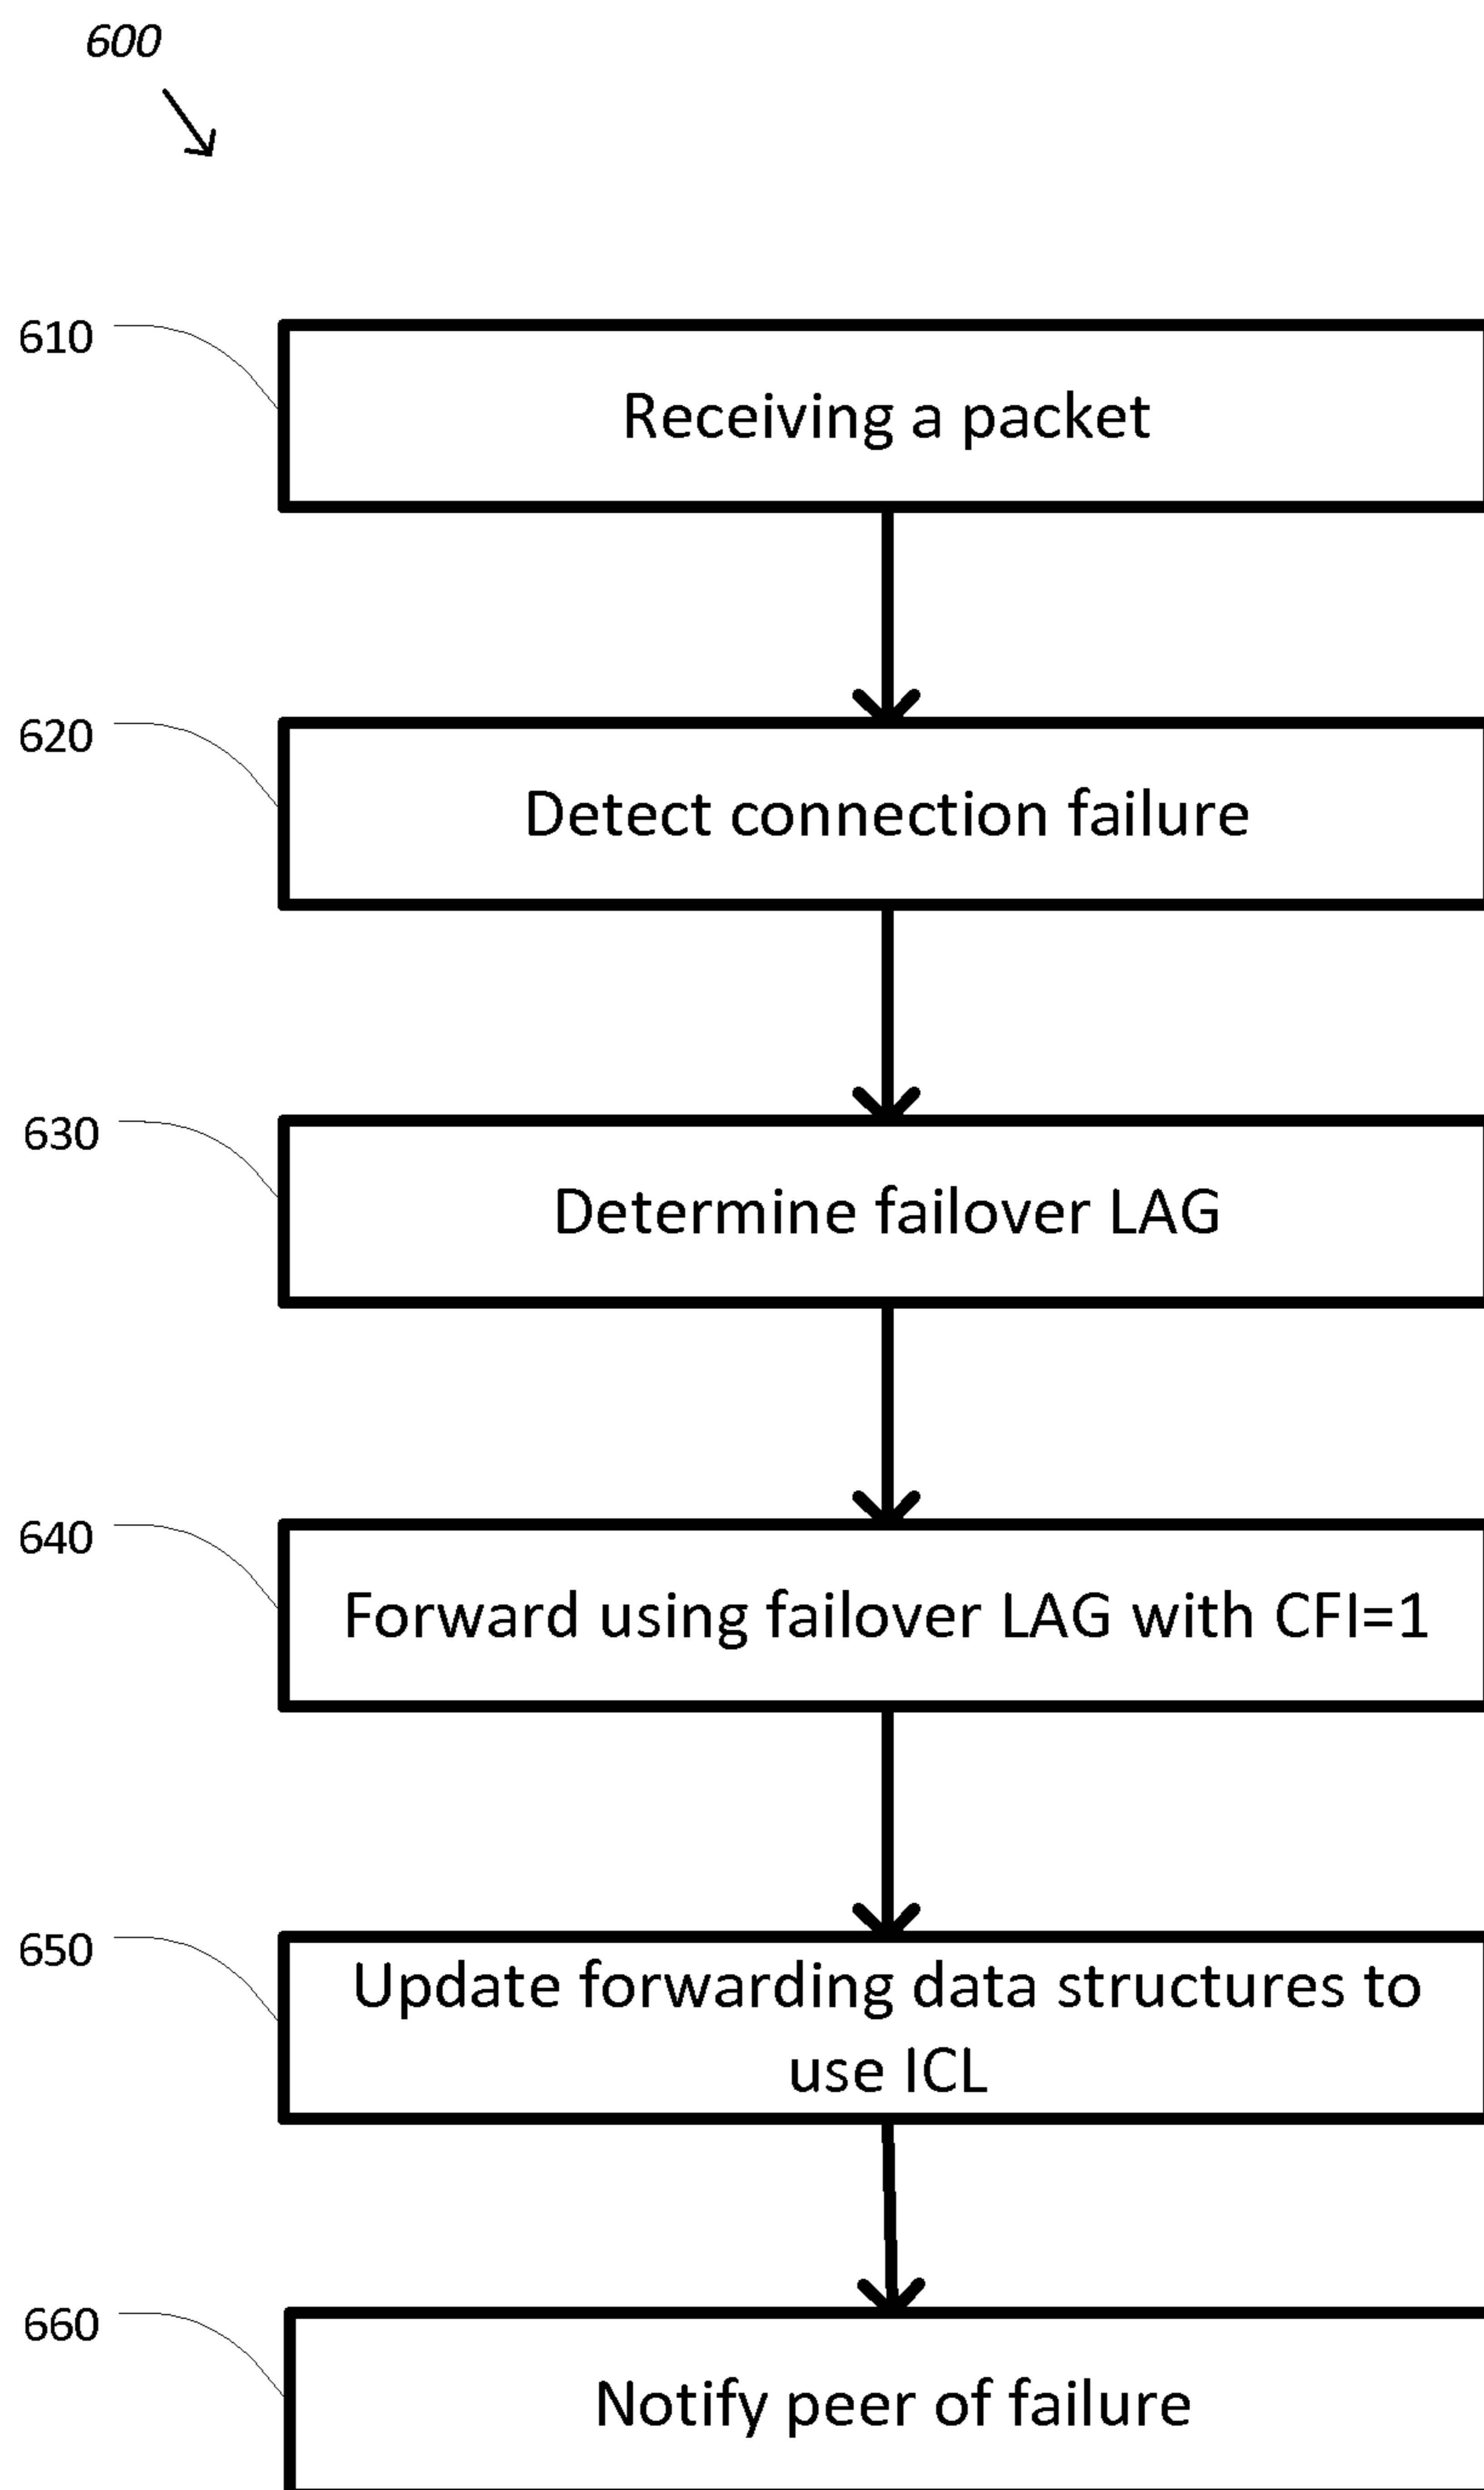 600
610
Receiving a packet
620
Detect connection failure
630
Determine failover LAG
640
Forward using failover LAG with CFI=1
650
Update forwarding data structures to
use ICL
660
Notify peer of failure